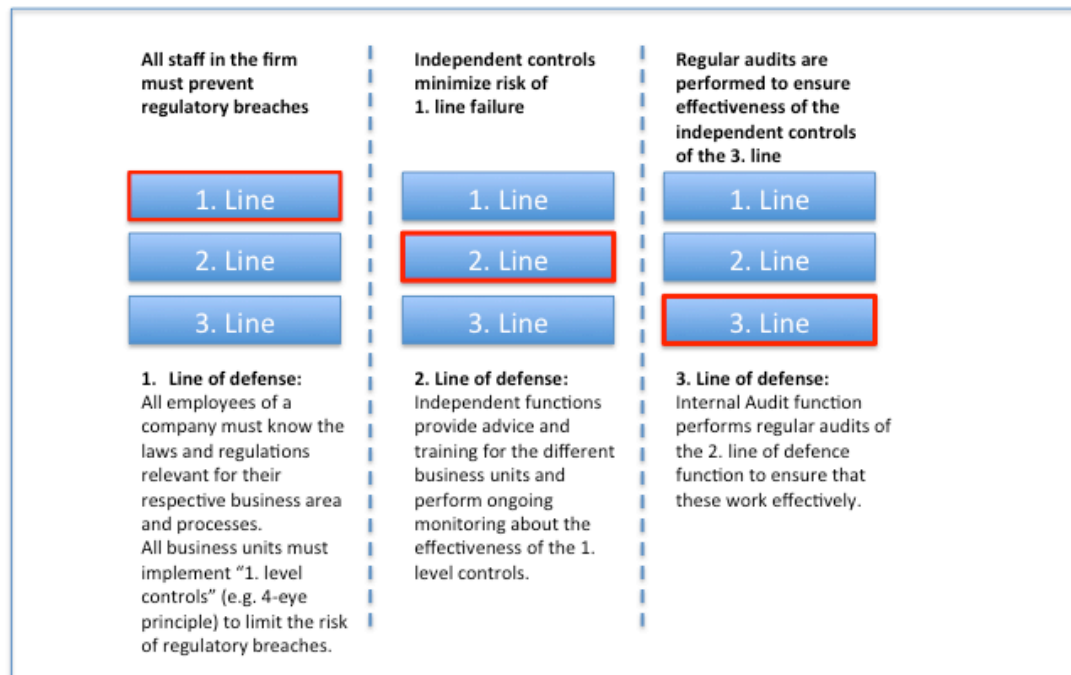 All staff in the firm
must prevent
regulatory breaches
1. Line
2. Line
3. Line
1. Line of defense:
All employees of a
company must know the
laws and regulations
relevant for their
respective business area
and processes.
All business units must
implement “1. level
controls” (e.g. 4-eye
principle) to limit the risk
of regulatory breaches.
Independent controls
minimize risk of
1. line failure
1. Line
2. Line
3. Line
2. Line of defense:
Independent functions
provide advice and
training for the different
business units and
perform ongoing
monitoring about the
effectiveness of the 1.
level controls.
Regular audits are
performed to ensure
effectiveness of the
independent controls
of the 3. line
1. Line
2. Line
3. Line
3. Line of defense:
Internal Audit function
performs regular audits of
the 2. line of defence
function to ensure that
these work effectively.